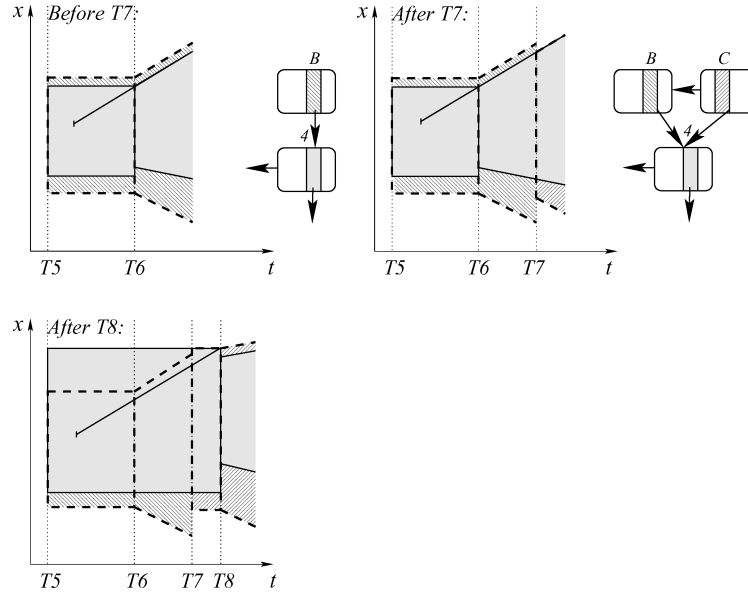 x Before T7:
B
4
T5 T6 t
x After T7:
B C
4
T5 T6 T7 t
x After T8:
T5 T6 T7 T8 t